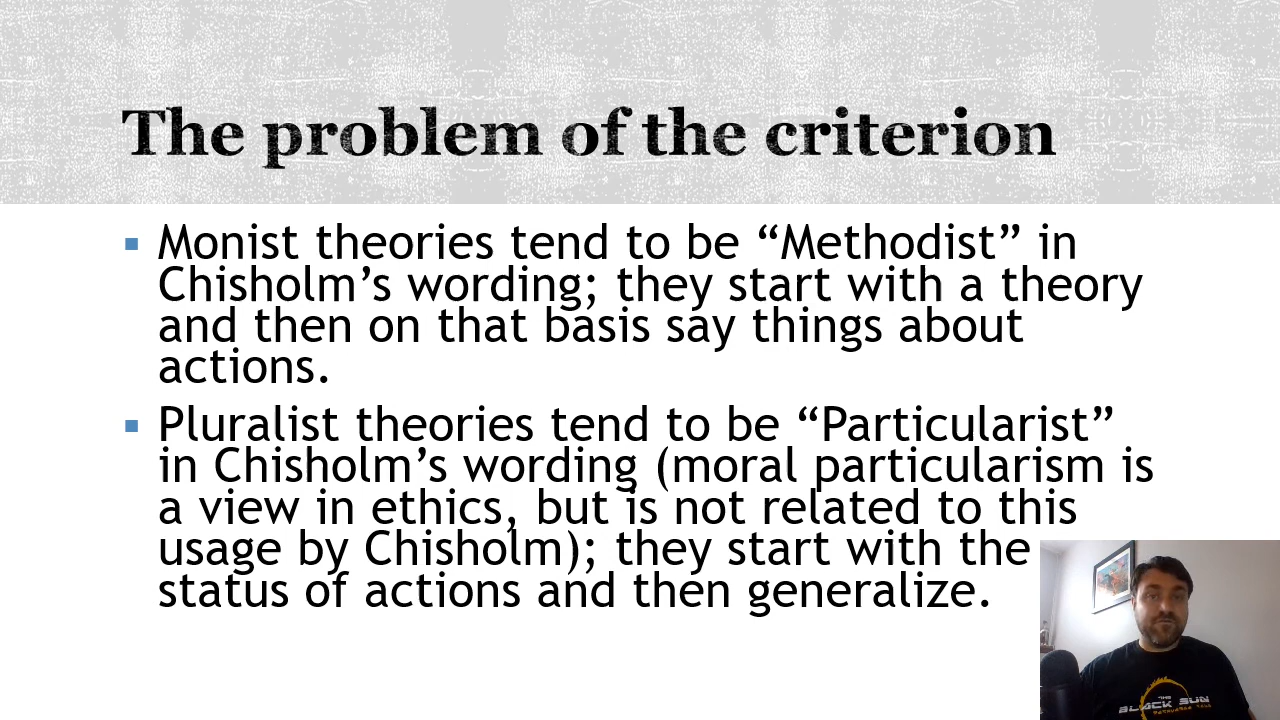 The problem of the criterion
▪ Monist theories tend to be “Methodist” in
Chisholm’s wording; they start with a theory
and then on that basis say things about
actions.
▪ Pluralist theories tend to be “Particularist”
in Chisholm’s wording (moral particularism is
a view in ethics, but is not related to this
usage by Chisholm); they start with the
status of actions and then generalize.
THE
BLACK SUN